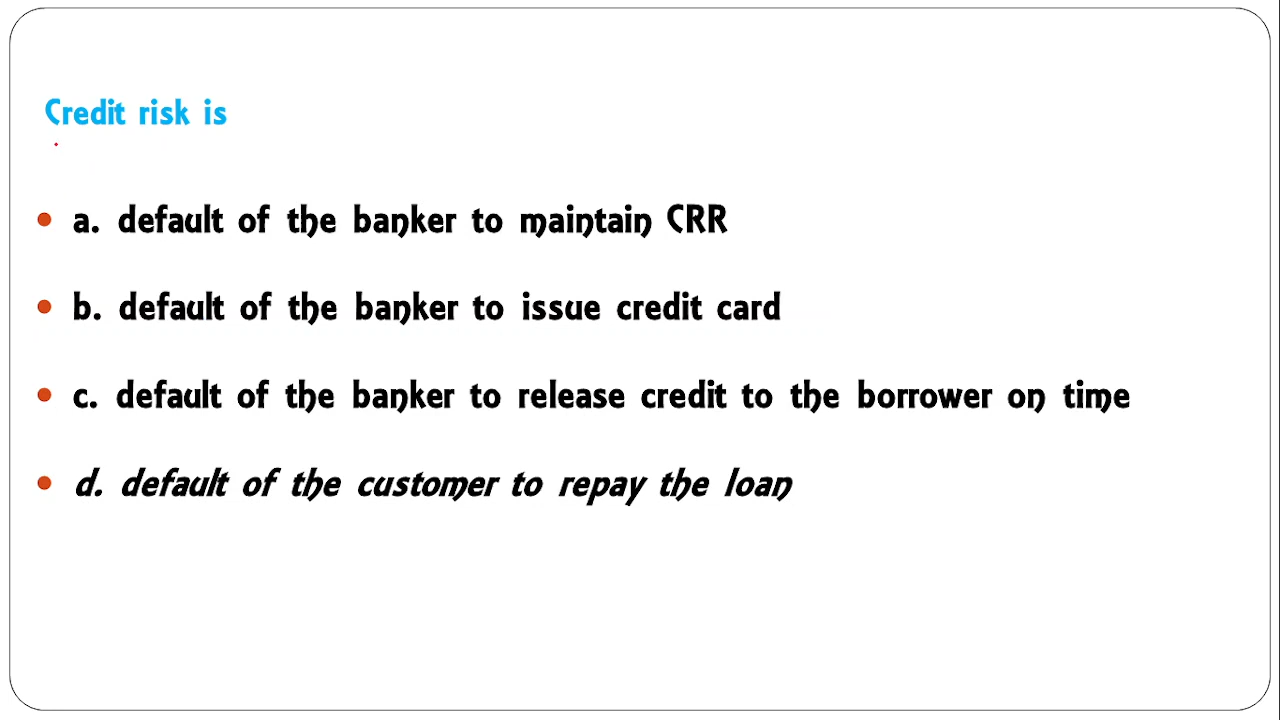 Credit risk is
• a. default of the banker to maintain CRR
• b. default of the banker to issue credit card
• c. default of the banker to release credit to the borrower on time
• d. default of the customer to repay the loan